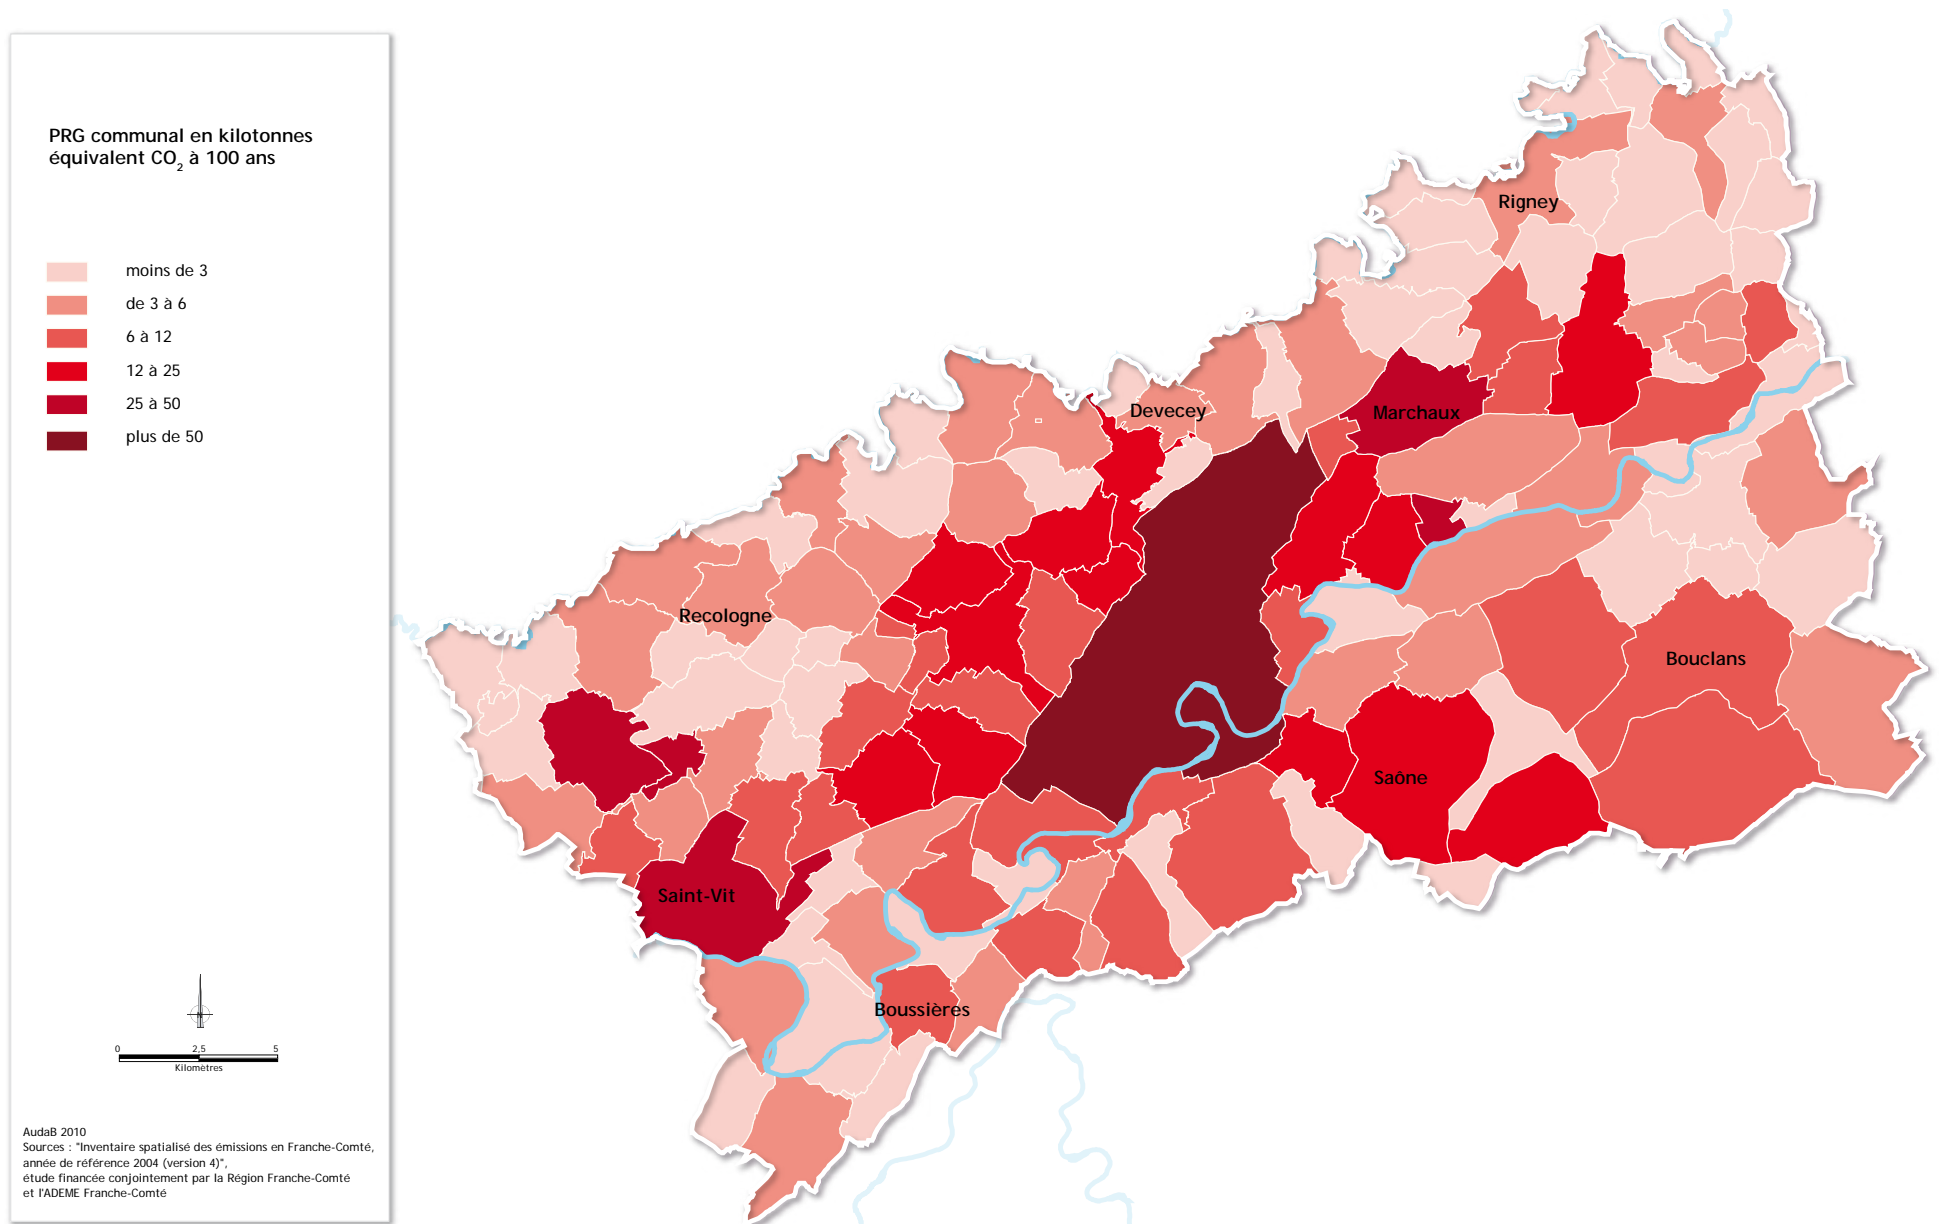 PRG communal en kilotonnes
équivalent CO2 à 100 ans
moins de 3
de 3 à 6
6 à 12
12 à 25
25 à 50
plus de 50
N
0 2,5 5
Kilomètres
AudaB 2010
Sources : "Inventaire spatialisé des émissions en Franche-Comté,
année de référence 2004 (version 4)",
étude financée conjointement par la Région Franche-Comté
et l'ADEME Franche-Comté
Rigney
Devecey
Marchaux
Recologne
Bouclans
Saône
Saint-Vit
Boussières